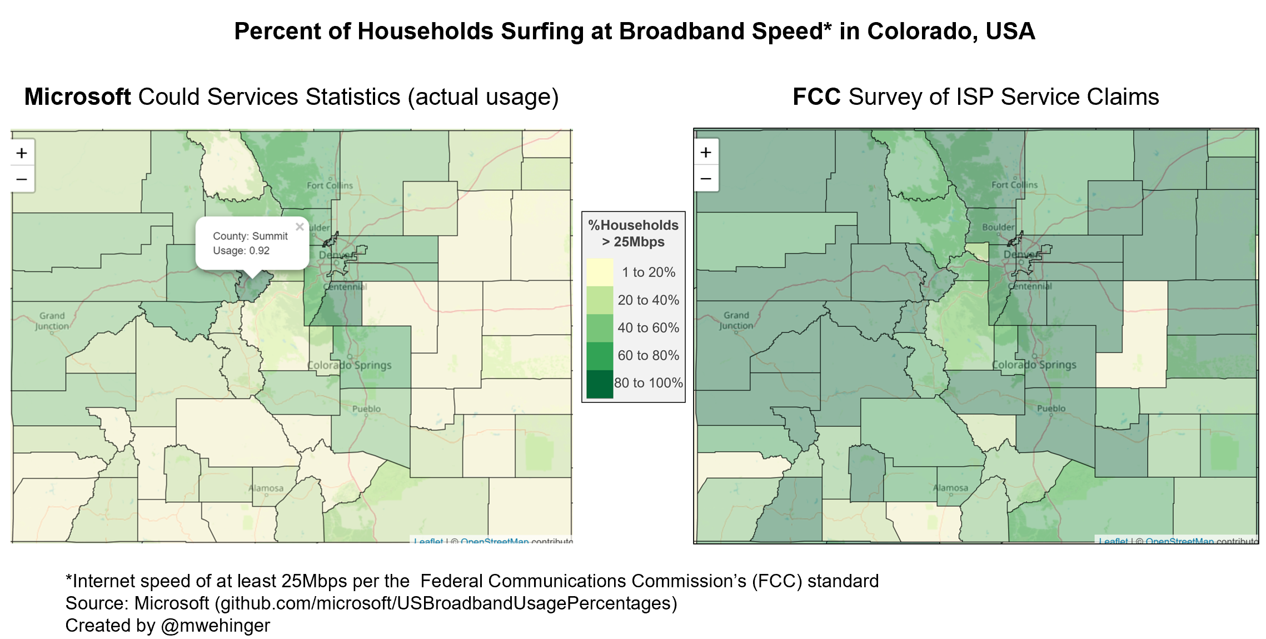 Percent of Households Surfing at Broadband Speed* in Colorado, USA
Microsoft Could Services Statistics (actual usage)
FCC Survey of ISP Service Claims
+
−
Fort Collins
County: Summit
Usage: 0.92
×
ulder
Denver
Centennial
Grand
Junction
Colorado Springs
Pueblo
Alamosa
Leaflet | © OpenStreetMap contributo
%Households
> 25Mbps
1 to 20%
20 to 40%
40 to 60%
60 to 80%
80 to 100%
+
−
Fort Collins
Boulder
Denver
Centennial
Grand
Junction
Colorado Springs
Pueblo
Alamosa
Leaflet | © OpenStreetMap contributo
*Internet speed of at least 25Mbps per the  Federal Communications Commission's (FCC) standard
Source: Microsoft (github.com/microsoft/USBroadbandUsagePercentages)
Created by @mwehinger